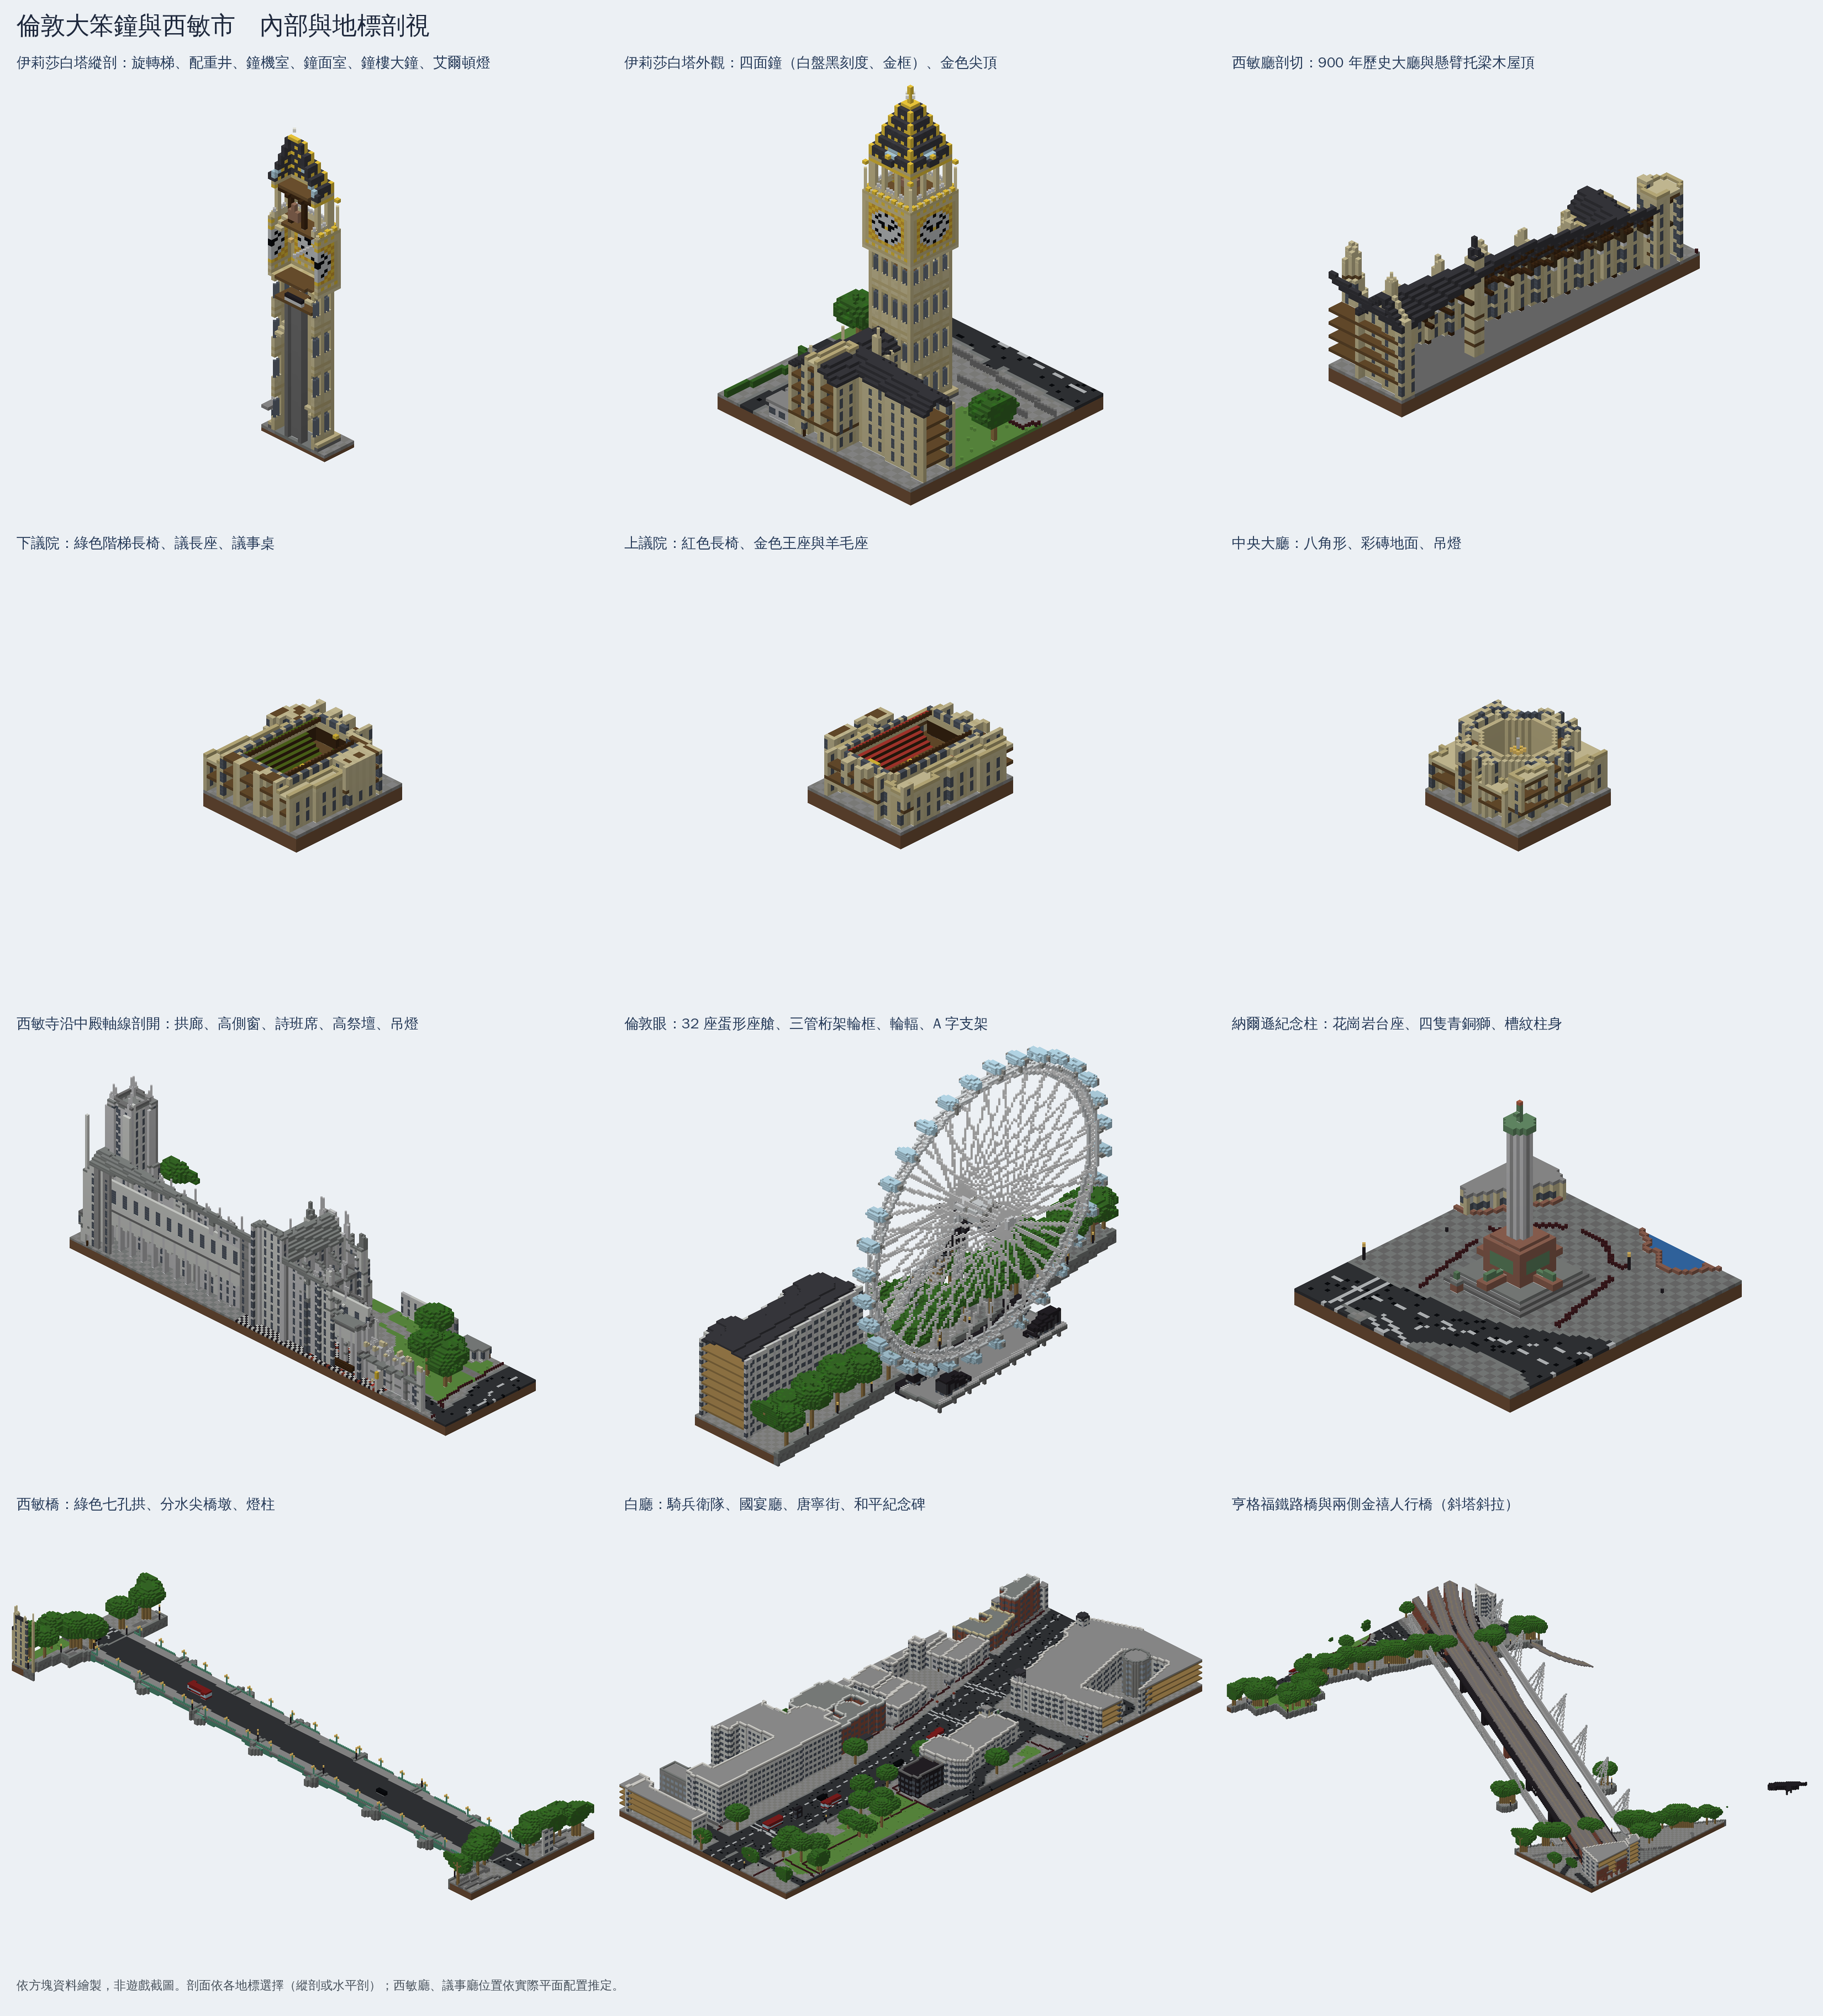 倫敦大笨鐘與西敏市　內部與地標剖視
伊莉莎白塔縱剖：旋轉梯、配重井、鐘機室、鐘面室、鐘樓大鐘、艾爾頓燈
伊莉莎白塔外觀：四面鐘（白盤黑刻度、金框）、金色尖頂
西敏廳剖切：900 年歷史大廳與懸臂托梁木屋頂
下議院：綠色階梯長椅、議長座、議事桌
上議院：紅色長椅、金色王座與羊毛座
中央大廳：八角形、彩磚地面、吊燈
西敏寺沿中殿軸線剖開：拱廊、高側窗、詩班席、高祭壇、吊燈
倫敦眼：32 座蛋形座艙、三管桁架輪框、輪輻、A 字支架
納爾遜紀念柱：花崗岩台座、四隻青銅獅、槽紋柱身
西敏橋：綠色七孔拱、分水尖橋墩、燈柱
白廳：騎兵衛隊、國宴廳、唐寧街、和平紀念碑
亨格福鐵路橋與兩側金禧人行橋（斜塔斜拉）
依方塊資料繪製，非遊戲截圖。剖面依各地標選擇（縱剖或水平剖）；西敏廳、議事廳位置依實際平面配置推定。